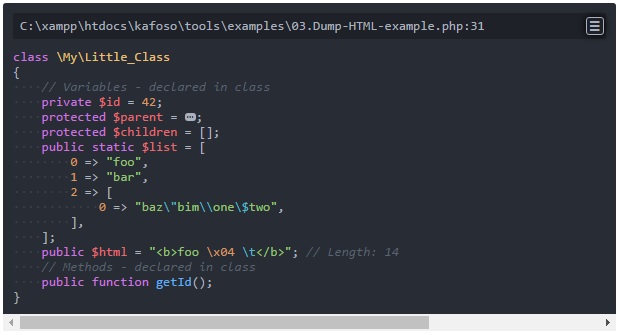 C:\xampp\htdocs\kafoso\tools\examples\03.Dump-HTML-example.php:31
class \My\Little_Class
{
    // Variables - declared in class
    private $id = 42;
    protected $parent = ...;
    protected $children = [];
    public static $list = [
        0 => "foo",
        1 => "bar",
        2 => [
            0 => "baz\"bim\\one\$two",
        ],
    ];
    public $html = "<b>foo \x04 \t</b>"; // Length: 14
    // Methods - declared in class
    public function getId();
}